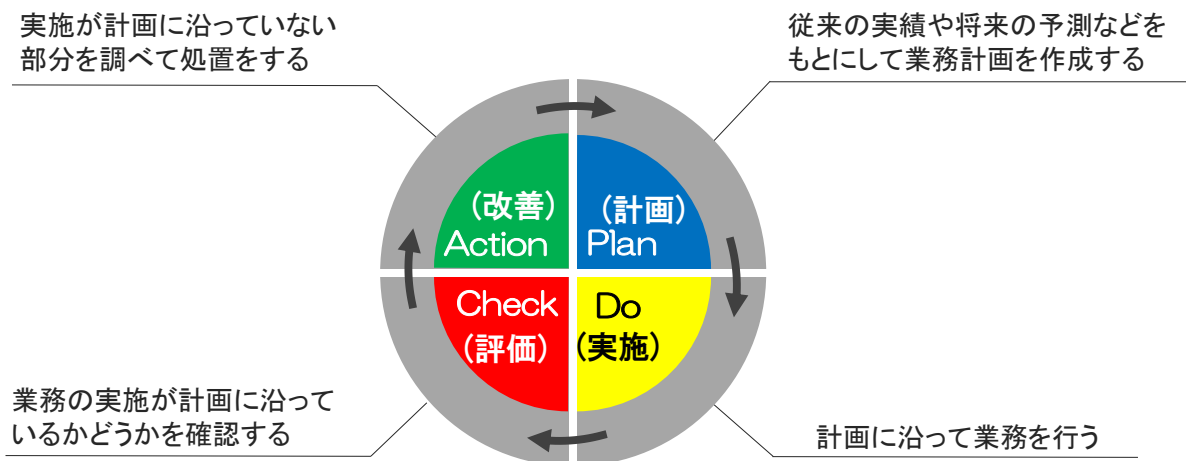 実施が計画に沿っていない
部分を調べて処置をする
従来の実績や将来の予測などを
もとにして業務計画を作成する
(改善)
Action
(計画)
Plan
Check
(評価)
Do
(実施)
業務の実施が計画に沿って
いるかどうかを確認する
計画に沿って業務を行う